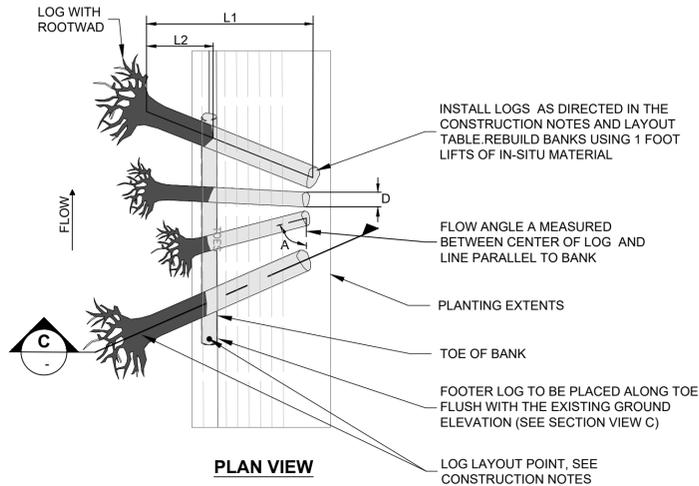 LOG WITH
ROOTWAD
L1
L2
INSTALL LOGS AS DIRECTED IN THE
CONSTRUCTION NOTES AND LAYOUT
TABLE.REBUILD BANKS USING 1 FOOT
LIFTS OF IN-SITU MATERIAL
D
FLOW
TOES
A
FLOW ANGLE A MEASURED
BETWEEN CENTER OF LOG AND
LINE PARALLEL TO BANK
PLANTING EXTENTS
C
-
TOE OF BANK
FOOTER LOG TO BE PLACED ALONG TOE
FLUSH WITH THE EXISTING GROUND
ELEVATION (SEE SECTION VIEW C)
PLAN VIEW
LOG LAYOUT POINT, SEE
CONSTRUCTION NOTES